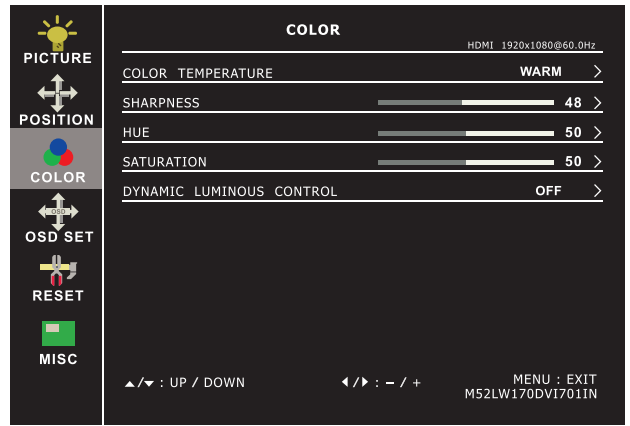 PICTURE
POSITION
COLOR
OSD
OSD SET
RESET
MISC
COLOR
HDMI 1920x1080@60.0Hz
COLOR TEMPERATURE WARM >
SHARPNESS 48 >
HUE 50 >
SATURATION 50 >
DYNAMIC LUMINOUS CONTROL OFF >
▲/▼ : UP / DOWN
◀/▶ : – / +
MENU : EXIT
M52LW170DVI701IN